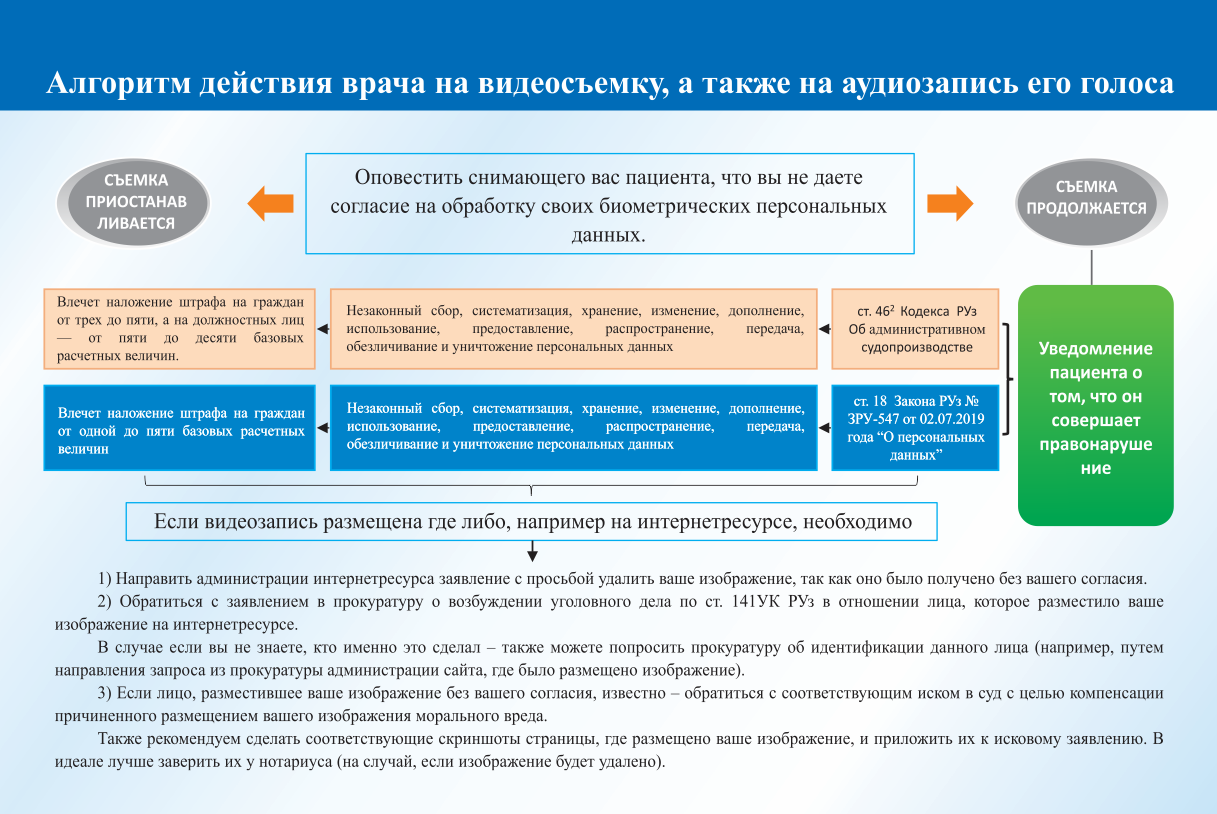 Алгоритм действия врача на видеосъемку, а также на аудиозапись его голоса
СЪЕМКА
ПРИОСТАНАВ
ЛИВАЕТСЯ
Оповестить снимающего вас пациента, что вы не даете
согласие на обработку своих биометрических персональных
данных.
СЪЕМКА
ПРОДОЛЖАЕТСЯ
Влечет наложение штрафа на граждан
от трех до пяти, а на должностных лиц
— от пяти до десяти базовых
расчетных величин.
Незаконный сбор, систематизация, хранение, изменение, дополнение,
использование, предоставление, распространение, передача,
обезличивание и уничтожение персональных данных
ст. 46² Кодекса РУз
Об административном
судопроизводстве
Уведомление
пациента о
том, что он
совершает
правонаруше
ние
Влечет наложение штрафа на граждан
от одной до пяти базовых расчетных
величин
Незаконный сбор, систематизация, хранение, изменение, дополнение,
использование, предоставление, распространение, передача,
обезличивание и уничтожение персональных данных
ст. 18 Закона РУз №
ЗРУ-547 от 02.07.2019
года “О персональных
данных”
Если видеозапись размещена где либо, например на интернетресурсе, необходимо
1) Направить администрации интернетресурса заявление с просьбой удалить ваше изображение, так как оно было получено без вашего согласия.
2) Обратиться с заявлением в прокуратуру о возбуждении уголовного дела по ст. 141УК РУз в отношении лица, которое разместило ваше
изображение на интернетресурсе.
В случае если вы не знаете, кто именно это сделал – также можете попросить прокуратуру об идентификации данного лица (например, путем
направления запроса из прокуратуры администрации сайта, где было размещено изображение).
3) Если лицо, разместившее ваше изображение без вашего согласия, известно – обратиться с соответствующим иском в суд с целью компенсации
причиненного размещением вашего изображения морального вреда.
Также рекомендуем сделать соответствующие скриншоты страницы, где размещено ваше изображение, и приложить их к исковому заявлению. В
идеале лучше заверить их у нотариуса (на случай, если изображение будет удалено).